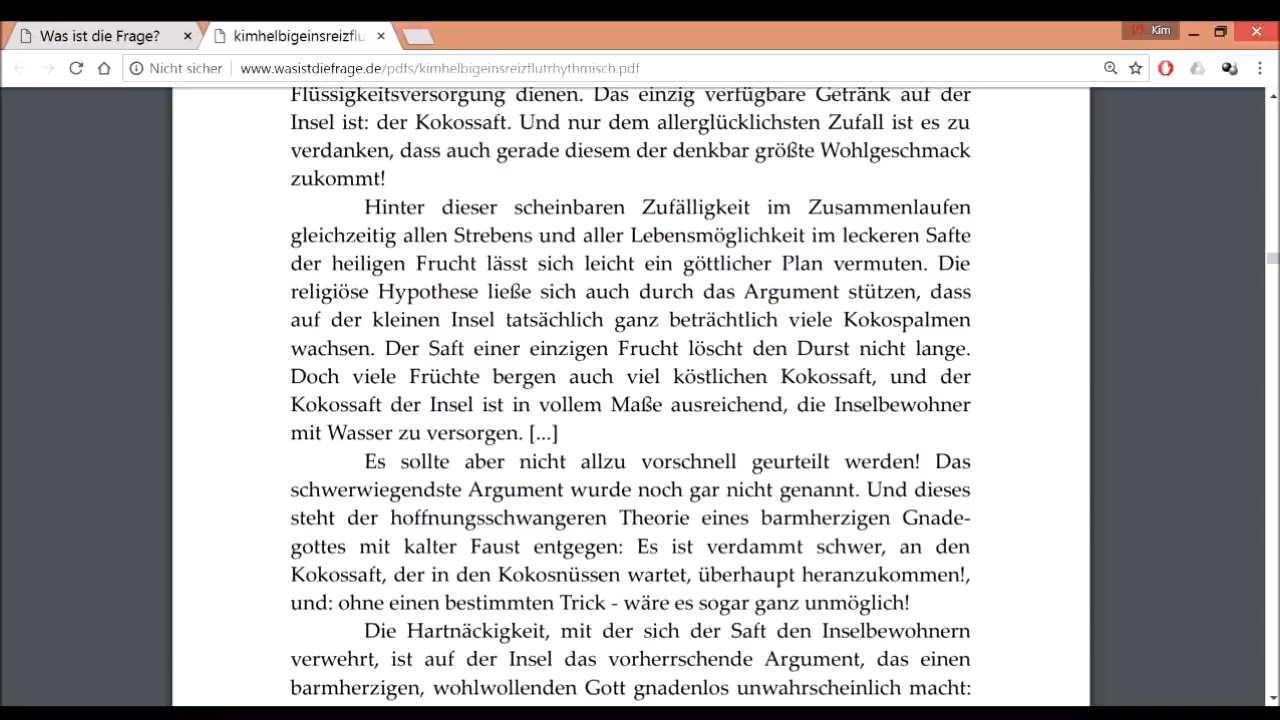 Was ist die Frage?
kimhelbigeinsreizflu
Kim
Nicht sicher
www.wasistdiefrage.de/pdfs/kimhelbigeinsreizflutrhythmisch.pdf
Flüssigkeitsversorgung dienen. Das einzig verfügbare Getränk auf der
Insel ist: der Kokossaft. Und nur dem allerglücklichsten Zufall ist es zu
verdanken, dass auch gerade diesem der denkbar größte Wohlgeschmack
zukommt!
Hinter dieser scheinbaren Zufälligkeit im Zusammenlaufen
gleichzeitig allen Strebens und aller Lebensmöglichkeit im leckeren Safte
der heiligen Frucht lässt sich leicht ein göttlicher Plan vermuten. Die
religiöse Hypothese ließe sich auch durch das Argument stützen, dass
auf der kleinen Insel tatsächlich ganz beträchtlich viele Kokospalmen
wachsen. Der Saft einer einzigen Frucht löscht den Durst nicht lange.
Doch viele Früchte bergen auch viel köstlichen Kokossaft, und der
Kokossaft der Insel ist in vollem Maße ausreichend, die Inselbewohner
mit Wasser zu versorgen. [...]
Es sollte aber nicht allzu vorschnell geurteilt werden! Das
schwerwiegendste Argument wurde noch gar nicht genannt. Und dieses
steht der hoffnungsschwangeren Theorie eines barmherzigen Gnade-
gottes mit kalter Faust entgegen: Es ist verdammt schwer, an den
Kokossaft, der in den Kokosnüssen wartet, überhaupt heranzukommen!,
und: ohne einen bestimmten Trick - wäre es sogar ganz unmöglich!
Die Hartnäckigkeit, mit der sich der Saft den Inselbewohnern
verwehrt, ist auf der Insel das vorherrschende Argument, das einen
barmherzigen, wohlwollenden Gott gnadenlos unwahrscheinlich macht: